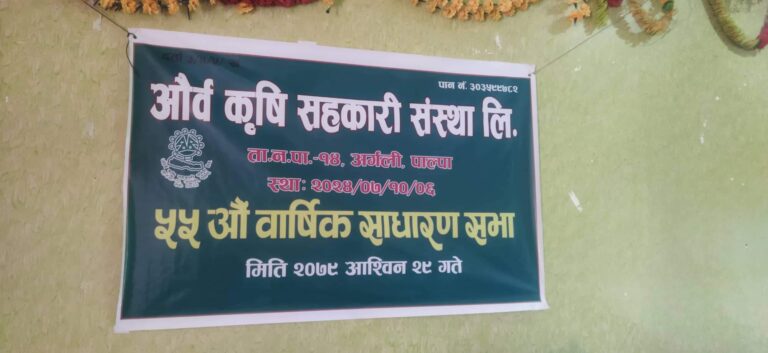 पान नं. ३०३५९९७८२
और्व कृषि सहकारी संस्था लि.
ता.न.पा.-१४, अर्गली, पाल्पा
स्था: २०२४/०७/१०/०६
५५ औं वार्षिक साधारण सभा
मिति २०७९ आश्विन २९ गते